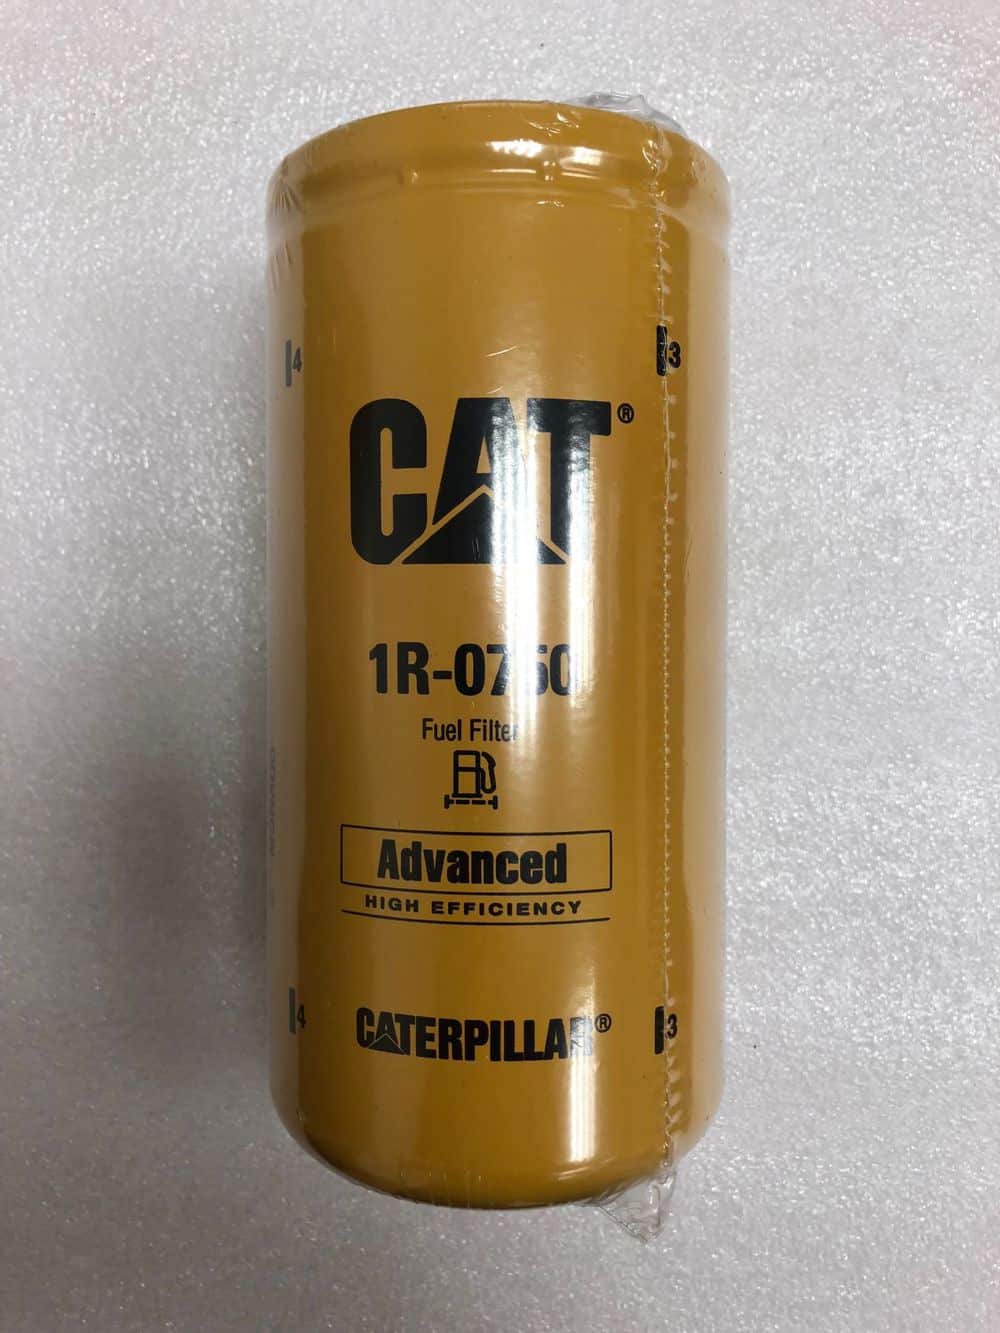 4
3
CAT®
1R-0750
Fuel Filter
Advanced
HIGH EFFICIENCY
4
CATERPILLAR®
3